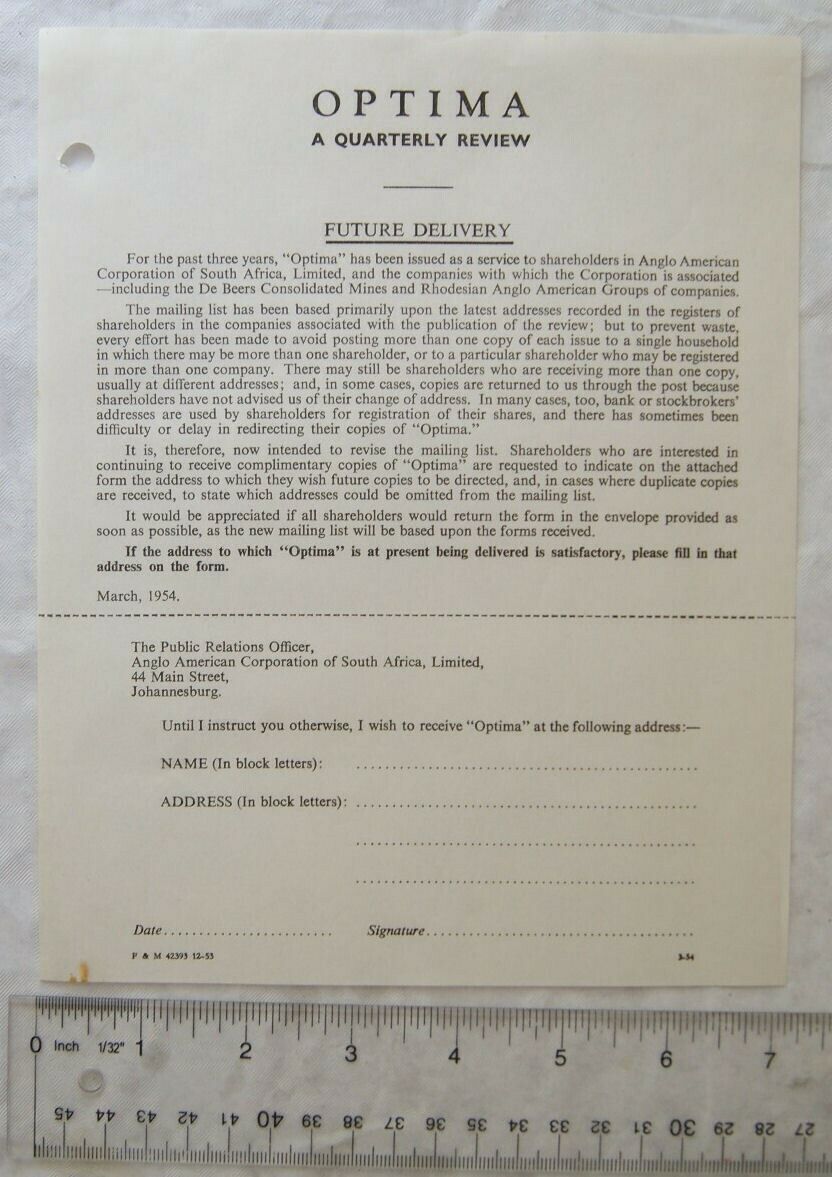 OPTIMA
A QUARTERLY REVIEW
FUTURE DELIVERY
For the past three years, “Optima” has been issued as a service to shareholders in Anglo American
Corporation of South Africa, Limited, and the companies with which the Corporation is associated
—including the De Beers Consolidated Mines and Rhodesian Anglo American Groups of companies.
The mailing list has been based primarily upon the latest addresses recorded in the registers of
shareholders in the companies associated with the publication of the review; but to prevent waste,
every effort has been made to avoid posting more than one copy of each issue to a single household
in which there may be more than one shareholder, or to a particular shareholder who may be registered
in more than one company. There may still be shareholders who are receiving more than one copy,
usually at different addresses; and, in some cases, copies are returned to us through the post because
shareholders have not advised us of their change of address. In many cases, too, bank or stockbrokers’
addresses are used by shareholders for registration of their shares, and there has sometimes been
difficulty or delay in redirecting their copies of “Optima.”
It is, therefore, now intended to revise the mailing list. Shareholders who are interested in
continuing to receive complimentary copies of “Optima” are requested to indicate on the attached
form the address to which they wish future copies to be directed, and, in cases where duplicate copies
are received, to state which addresses could be omitted from the mailing list.
It would be appreciated if all shareholders would return the form in the envelope provided as
soon as possible, as the new mailing list will be based upon the forms received.
If the address to which “Optima” is at present being delivered is satisfactory, please fill in that
address on the form.
March, 1954.
The Public Relations Officer,
Anglo American Corporation of South Africa, Limited,
44 Main Street,
Johannesburg.
Until I instruct you otherwise, I wish to receive “Optima” at the following address:—
NAME (In block letters):
ADDRESS (In block letters):
Date Signature
P & M 42393 12-53 3-54
0 Inch 1/32" 1 2 3 4 5 6 7
45 44 43 42 41 40 39 38 37 36 35 34 33 32 31 30 29 28 27